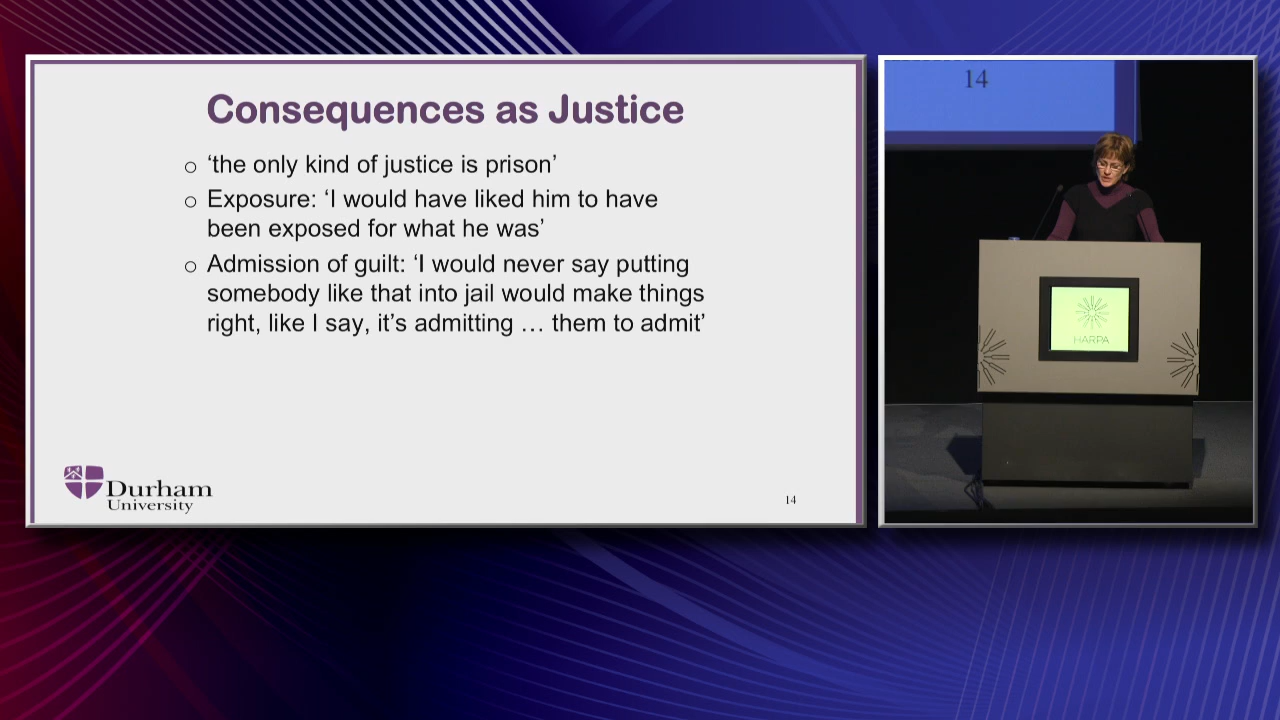 Consequences as Justice
o ‘the only kind of justice is prison’
o Exposure: ‘I would have liked him to have
been exposed for what he was’
o Admission of guilt: ‘I would never say putting
somebody like that into jail would make things
right, like I say, it’s admitting … them to admit’
Durham
University
14
14
HARPA